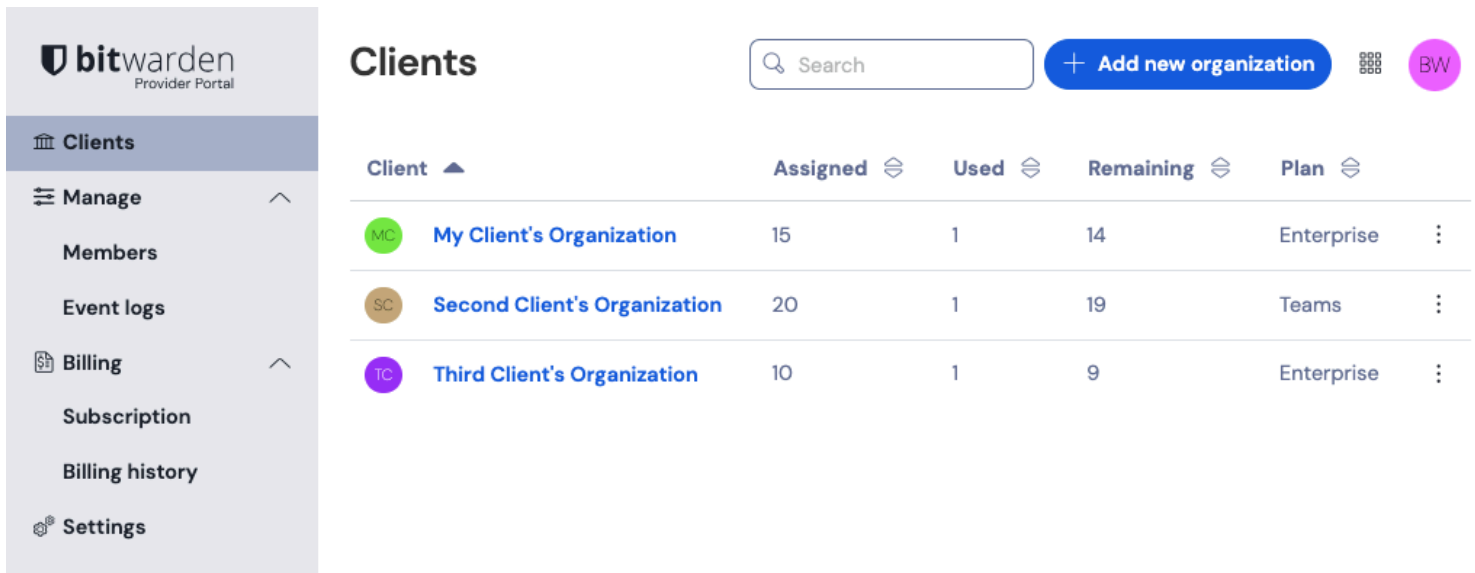 bitwarden
Provider Portal
Clients
Manage
Members
Event logs
Billing
Subscription
Billing history
Settings
Clients
Search
Add new organization
BW
Client Assigned Used Remaining Plan
MC My Client's Organization 15 1 14 Enterprise
SC Second Client's Organization 20 1 19 Teams
TC Third Client's Organization 10 1 9 Enterprise